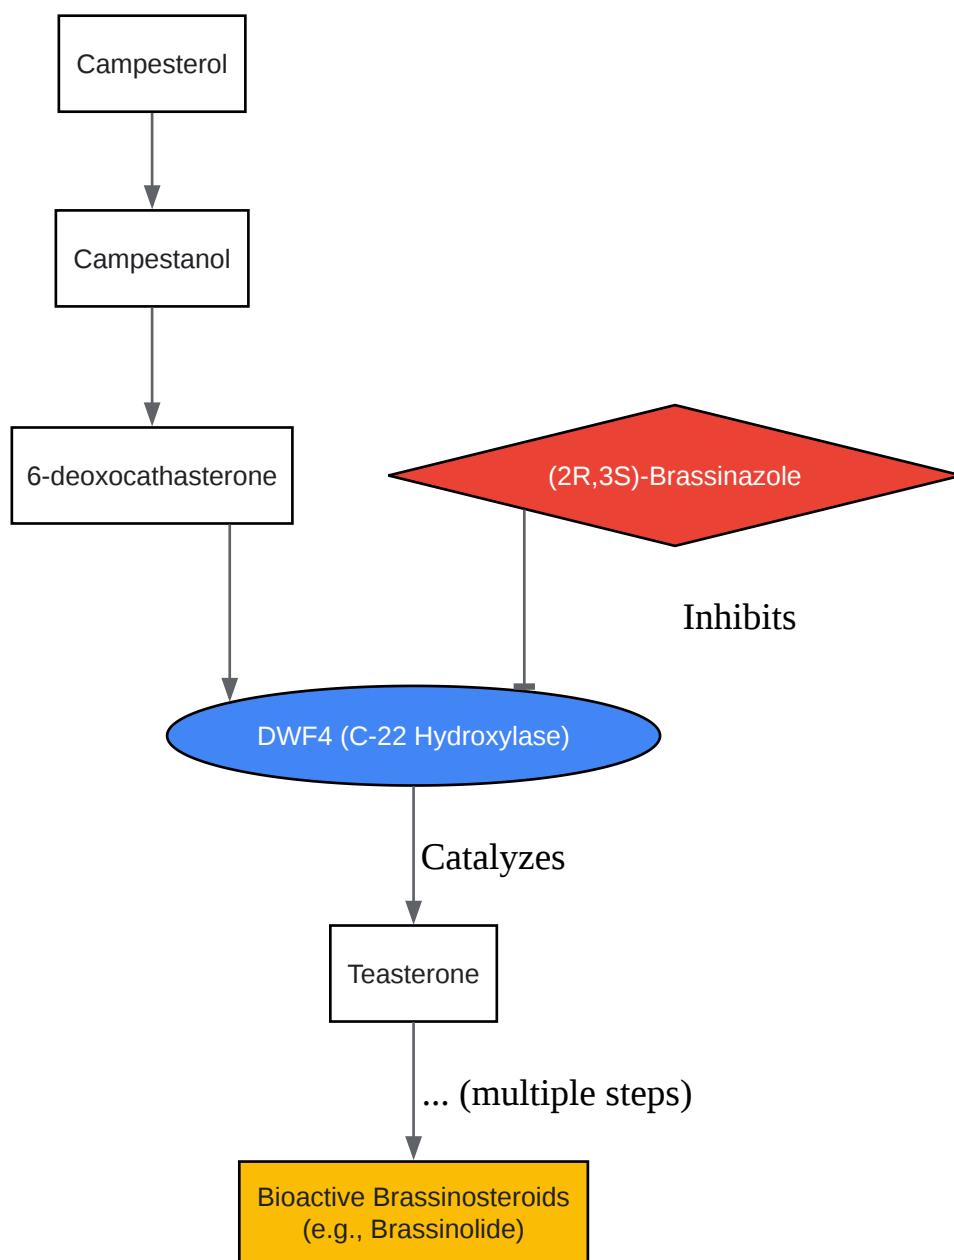 Campesterol
Campestanol
6-deoxocathasterone
(2R,3S)-Brassinazole
Inhibits
DWF4 (C-22 Hydroxylase)
Catalyzes
Teasterone
... (multiple steps)
Bioactive Brassinosteroids
(e.g., Brassinolide)